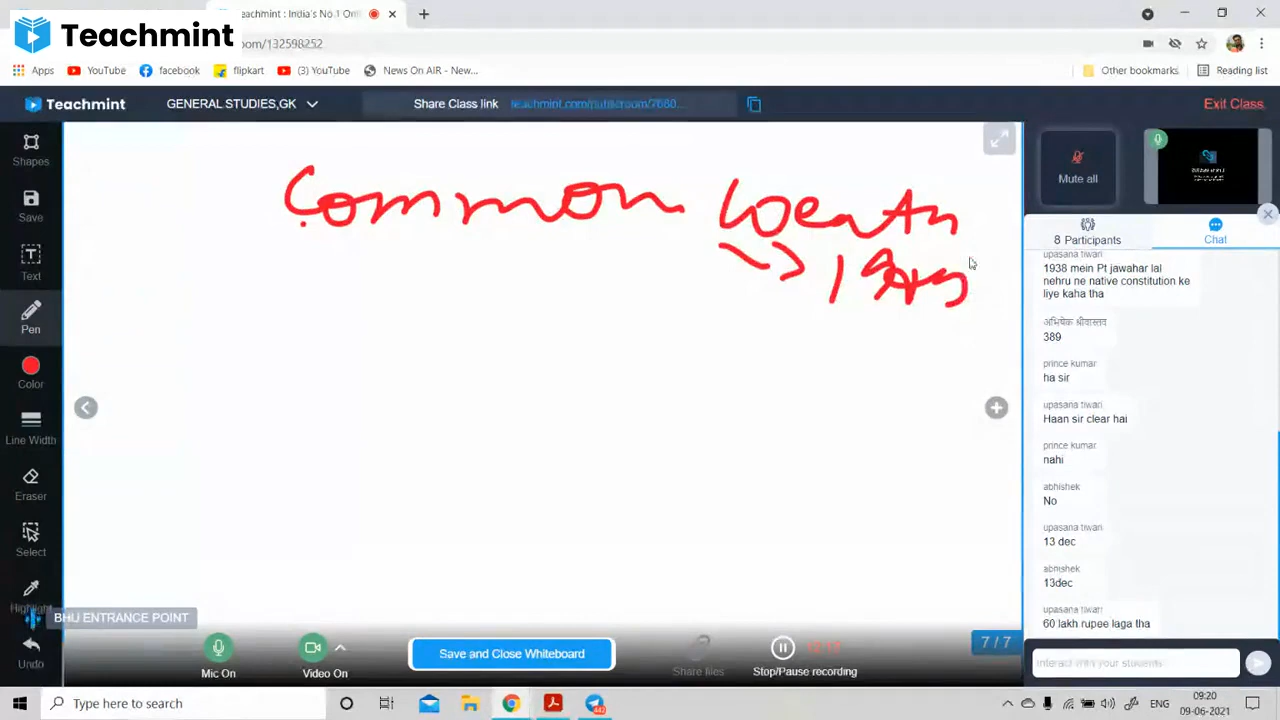 Teachmint : India's No.1 Onl
Teachmint
oom/132598252
Apps YouTube facebook flipkart (3) YouTube News On AIR - New... Other bookmarks Reading list
Teachmint GENERAL STUDIES,GK Share Class link Exit Class
Shapes
Save
Text
Pen
Color
Line Width
Eraser
Select
Highlight
Undo
Common
Mute all
8 Participants Chat
upasana tiwari
1938 mein Pt jawahar lal
nehru ne native constitution ke
liye kaha tha
अभिषेक श्रीवास्तव
389
prince kumar
ha sir
upasana tiwari
Haan sir clear hai
prince kumar
nahi
abhishek
No
upasana tiwari
13 dec
abhishek
13dec
upasana tiwari
60 lakh rupee laga tha
BHU ENTRANCE POINT
7 / 7
Mic On Video On Save and Close Whiteboard Share files Stop/Pause recording
Interact with your students
Type here to search
442
ENG
09:20
09-06-2021